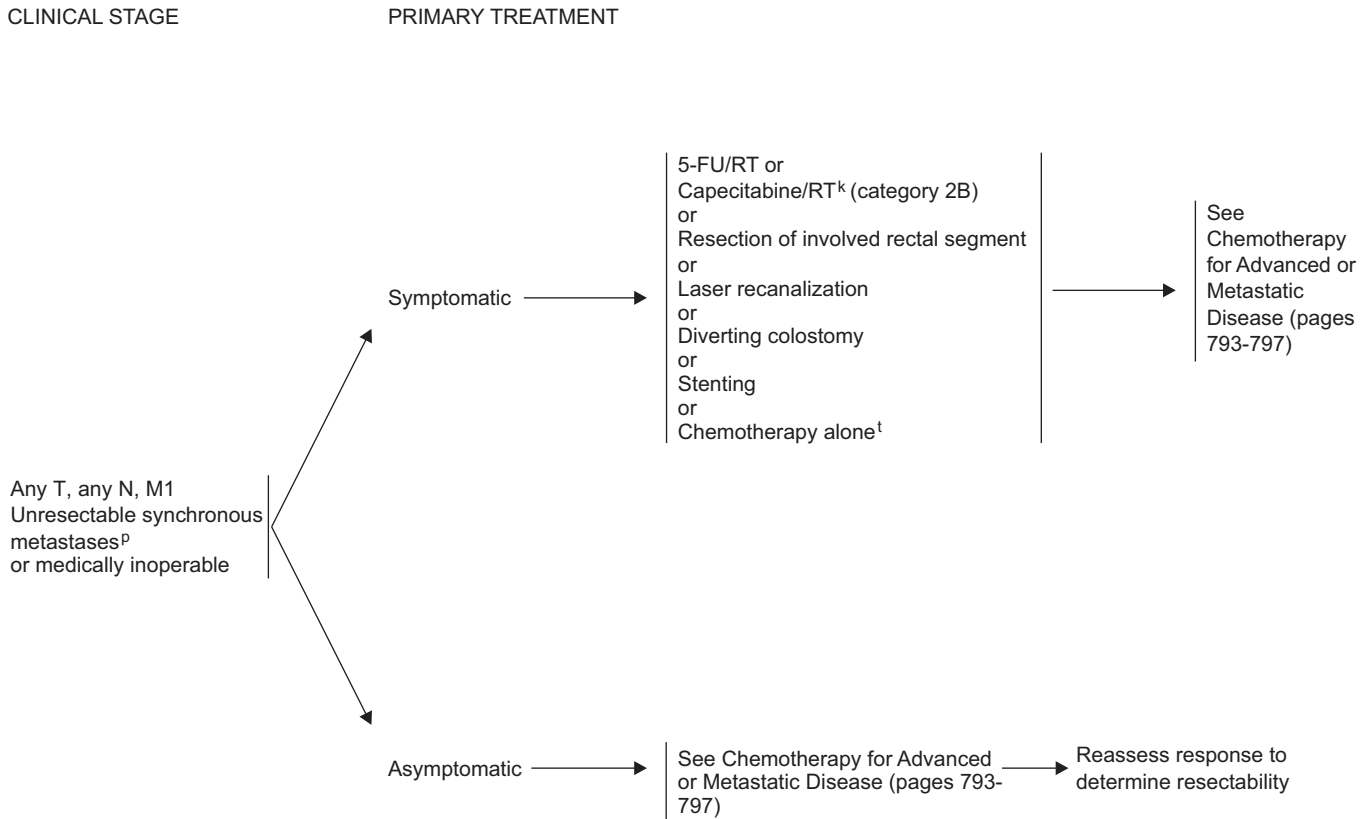 CLINICAL STAGE
PRIMARY TREATMENT
5-FU/RT or
Capecitabine/RTᵏ (category 2B)
or
Resection of involved rectal segment
or
Laser recanalization
or
Diverting colostomy
or
Stenting
or
Chemotherapy aloneᵗ
See
Chemotherapy
for Advanced or
Metastatic
Disease (pages
793-797)
Symptomatic
Any T, any N, M1
Unresectable synchronous
metastasesᵖ
or medically inoperable
Asymptomatic
See Chemotherapy for Advanced
or Metastatic Disease (pages 793-
797)
Reassess response to
determine resectability